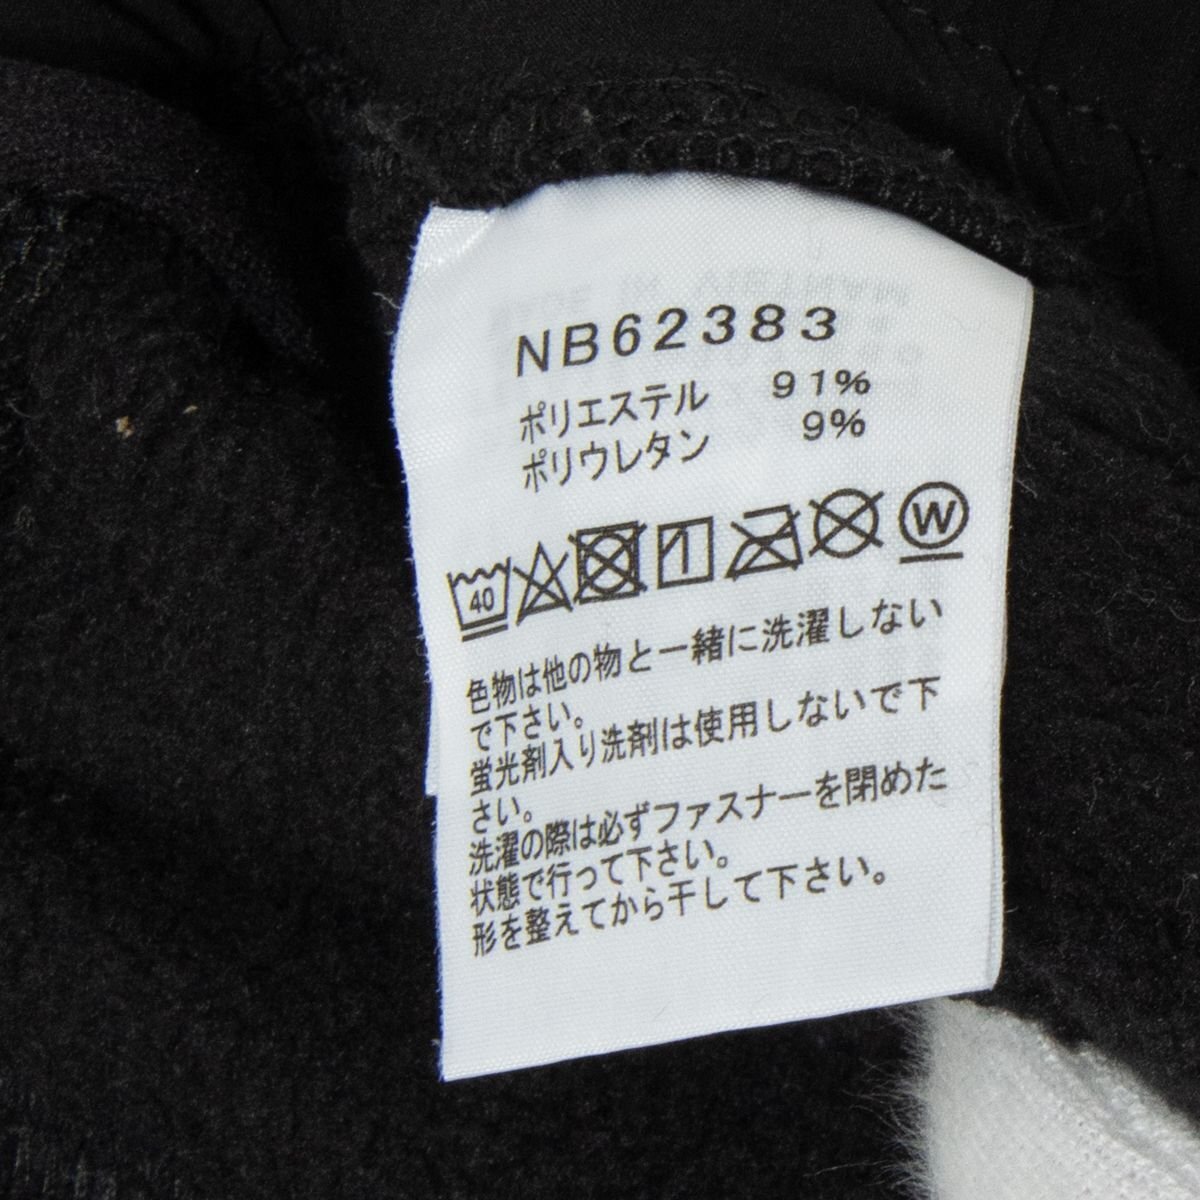 NB62383
ポリエステル 91%
ポリウレタン 9%
40 W
色物は他の物と一緒に洗濯しない
で下さい。
蛍光剤入り洗剤は使用しないで下
さい。
洗濯の際は必ずファスナーを閉めた
状態で行って下さい。
形を整えてから干して下さい。